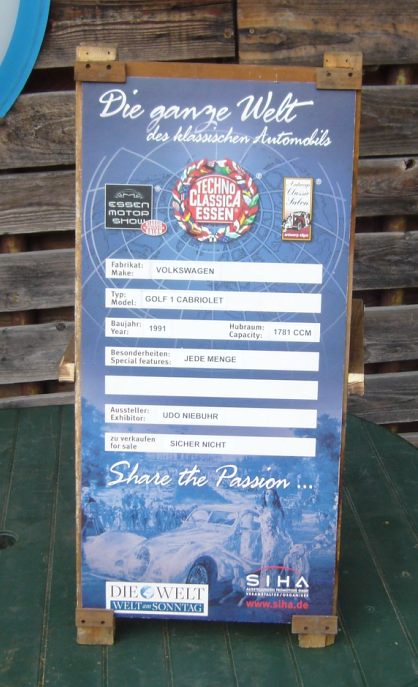 Die ganze Welt
des klassischen Automobils
ESSEN
MOTOR
SHOW
TECHNO
CLASSICA
ESSEN
Classic
Salon
Fabrikat:
Make: VOLKSWAGEN
Typ:
Model: GOLF 1 CABRIOLET
Baujahr: Hubraum:
Year: 1991 Capacity: 1781 CCM
Besonderheiten:
Special features: JEDE MENGE
Aussteller:
Exhibitor: UDO NIEBUHR
zu verkaufen
for sale SICHER NICHT
Share the Passion ...
DIE WELT
WELT am SONNTAG
SIHA
www.siha.de